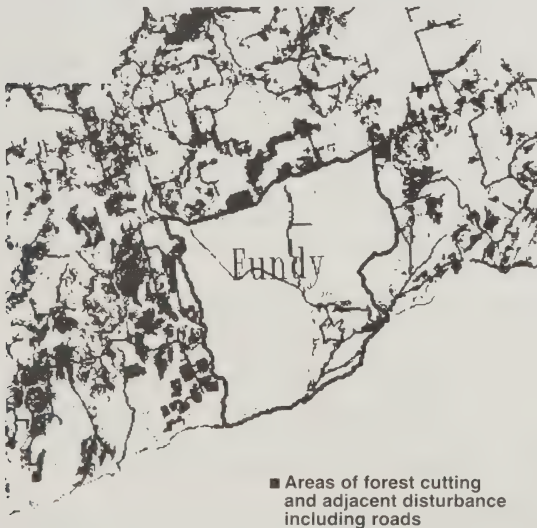 Fundy
■ Areas of forest cutting
and adjacent disturbance
including roads